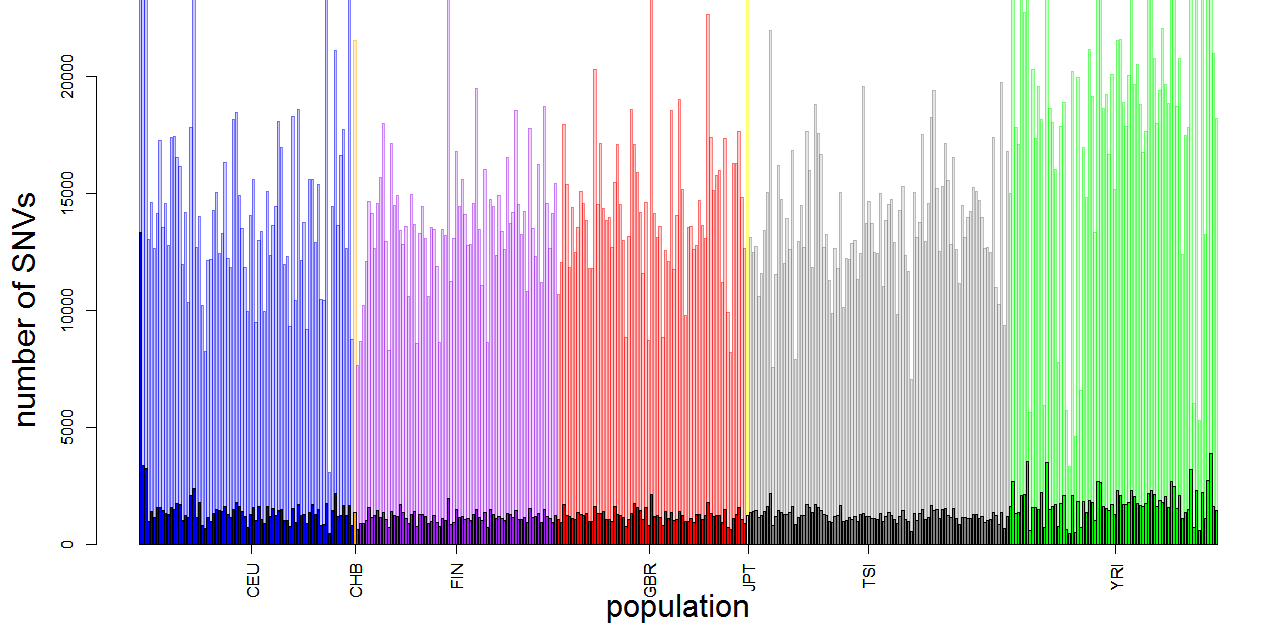 number of SNVs
20000
15000
10000
5000
0
CEU
CHB
FIN
GBR
JPT
TSI
YRI
population